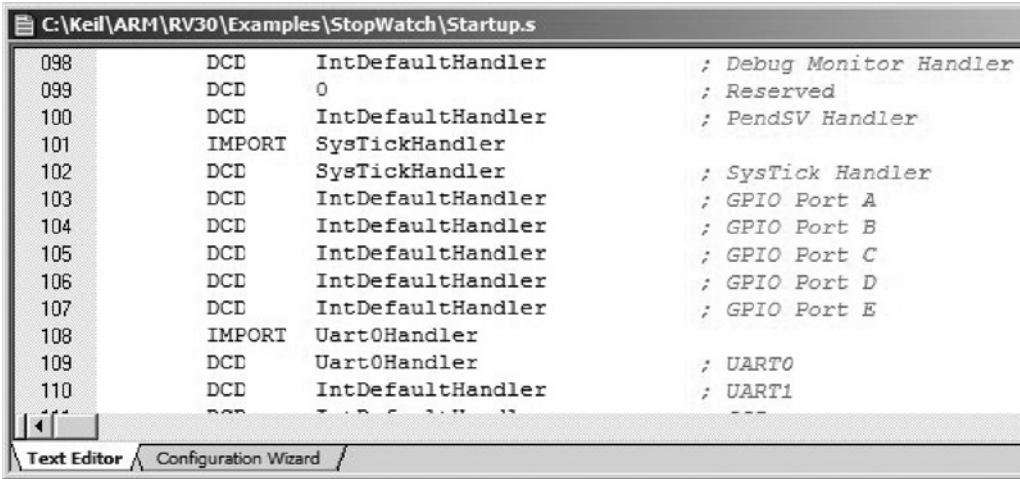 C:\Keil\ARM\RV30\Examples\StopWatch\Startup.s
098 DCD IntDefaultHandler ; Debug Monitor Handler
099 DCD 0 ; Reserved
100 DCD IntDefaultHandler ; PendSV Handler
101 IMPORT SysTickHandler
102 DCD SysTickHandler ; SysTick Handler
103 DCD IntDefaultHandler ; GPIO Port A
104 DCD IntDefaultHandler ; GPIO Port B
105 DCD IntDefaultHandler ; GPIO Port C
106 DCD IntDefaultHandler ; GPIO Port D
107 DCD IntDefaultHandler ; GPIO Port E
108 IMPORT Uart0Handler
109 DCD Uart0Handler ; UART0
110 DCD IntDefaultHandler ; UART1
Text Editor Configuration Wizard